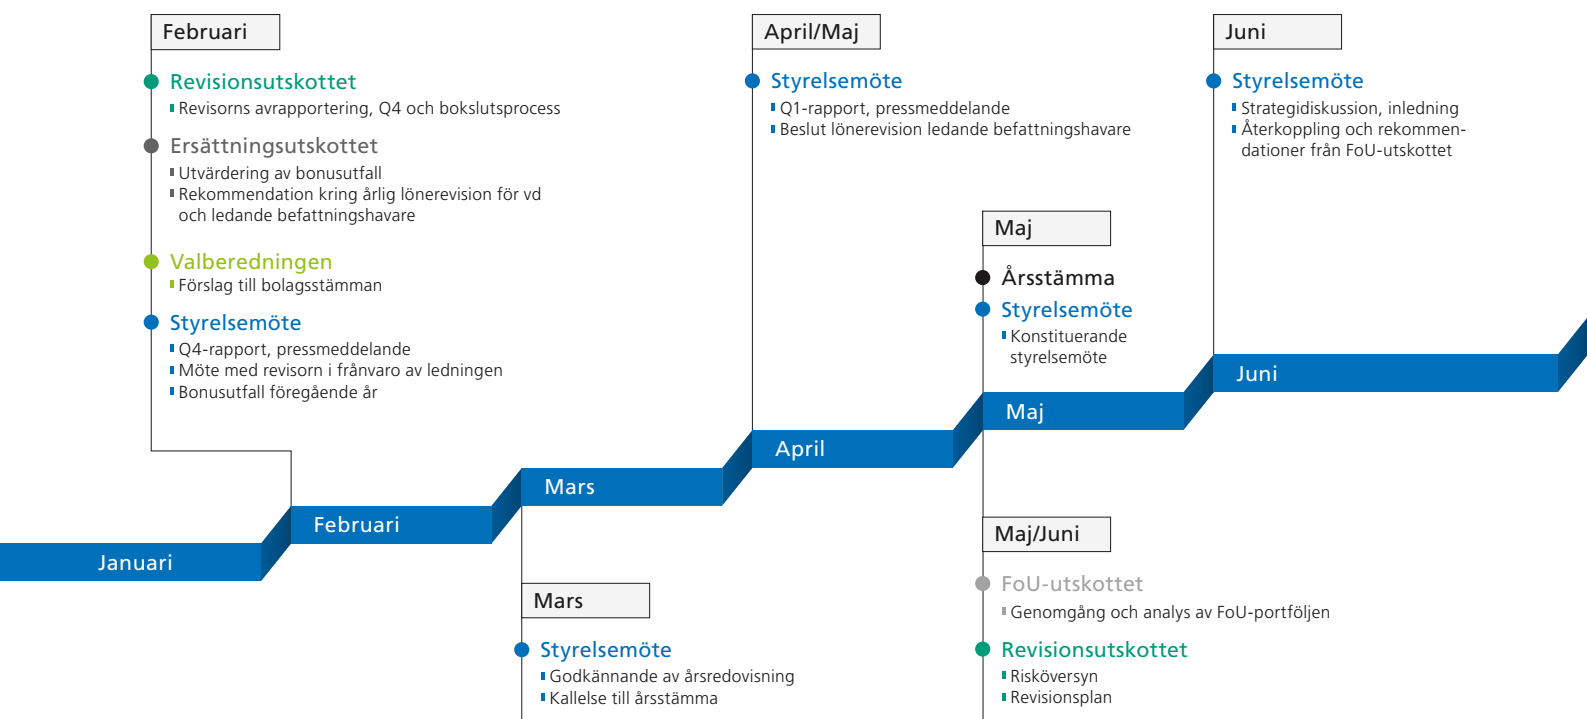 Februari
Revisionsutskottet
Revisorns avrapportering, Q4 och bokslutsprocess
Ersättningsutskottet
Utvärdering av bonusutfall
Rekommendation kring årlig lönerevision för vd
och ledande befattningshavare
Valberedningen
Förslag till bolagsstämman
Styrelsemöte
Q4-rapport, pressmeddelande
Möte med revisorn i frånvaro av ledningen
Bonusutfall föregående år
April/Maj
Styrelsemöte
Q1-rapport, pressmeddelande
Beslut lönerevision ledande befattningshavare
Juni
Styrelsemöte
Strategidiskussion, inledning
Återkoppling och rekommen-
dationer från FoU-utskottet
Maj
Årsstämma
Styrelsemöte
Konstituerande
styrelsemöte
Januari
Februari
Mars
April
Maj
Juni
Mars
Styrelsemöte
Godkännande av årsredovisning
Kallelse till årsstämma
Maj/Juni
FoU-utskottet
Genomgång och analys av FoU-portföljen
Revisionsutskottet
Risköversyn
Revisionsplan